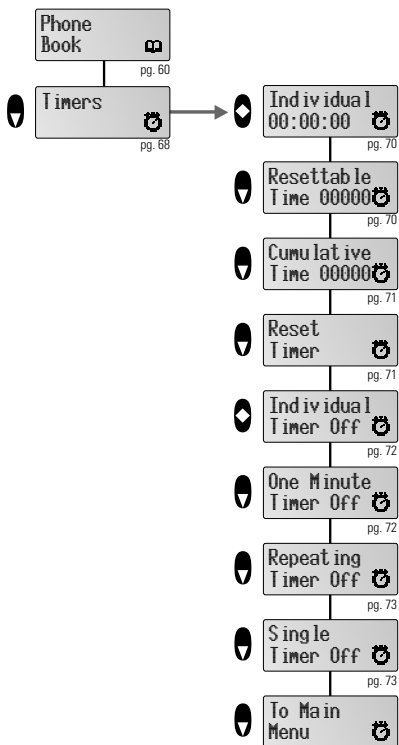 Phone
Book
pg. 60
Timers
pg. 68
Individual
00:00:00
pg. 70
Resettable
Time 00000
pg. 70
Cumulative
Time 00000
pg. 71
Reset
Timer
pg. 71
Individual
Timer Off
pg. 72
One Minute
Timer Off
pg. 72
Repeating
Timer Off
pg. 73
Single
Timer Off
pg. 73
To Main
Menu